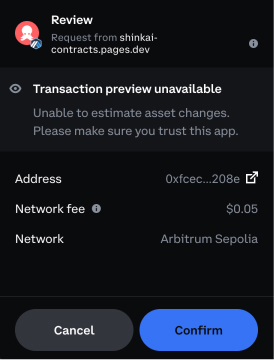 Review
Request from shinkai-
contracts.pages.dev
Transaction preview unavailable
Unable to estimate asset changes.
Please make sure you trust this app.
Address 0xfcec...208e
Network fee $0.05
Network Arbitrum Sepolia
Cancel Confirm